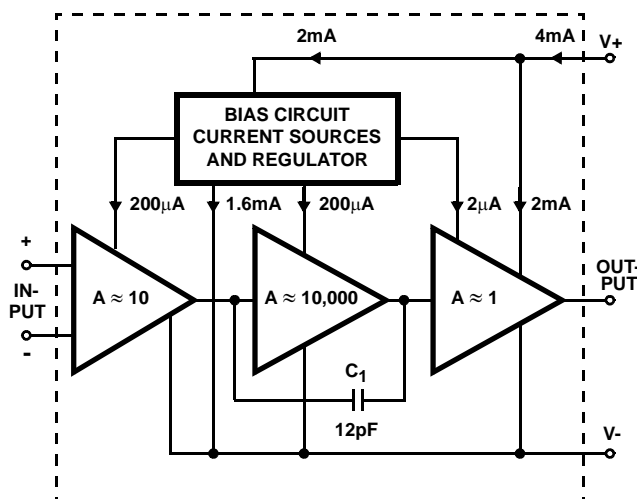 2mA
4mA
V+
BIAS CIRCUIT
CURRENT SOURCES
AND REGULATOR
200μA
1.6mA
200μA
2μA
2mA
+
IN-
PUT
-
A ≈ 10
A ≈ 10,000
A ≈ 1
OUT-
PUT
C1
12pF
V-